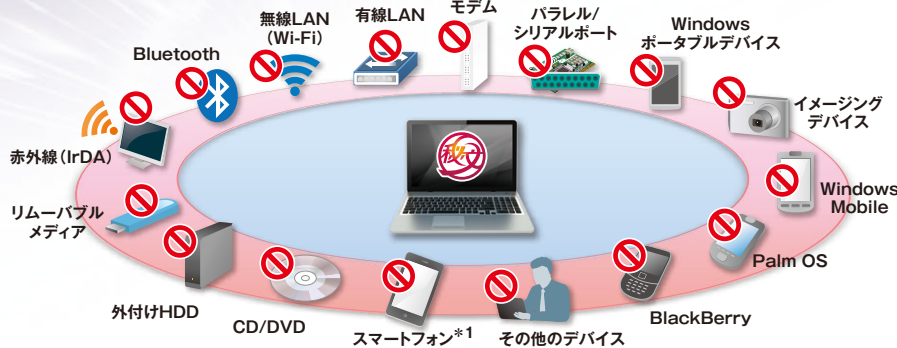 モデム
無線LAN
(Wi-Fi)
有線LAN
パラレル/
シリアルポート
Windows
ポータブルデバイス
Bluetooth
イメージング
デバイス
赤外線(IrDA)
秘文
Windows
Mobile
リムーバブル
メディア
Palm OS
外付けHDD
CD/DVD
スマートフォン*1
その他のデバイス
BlackBerry